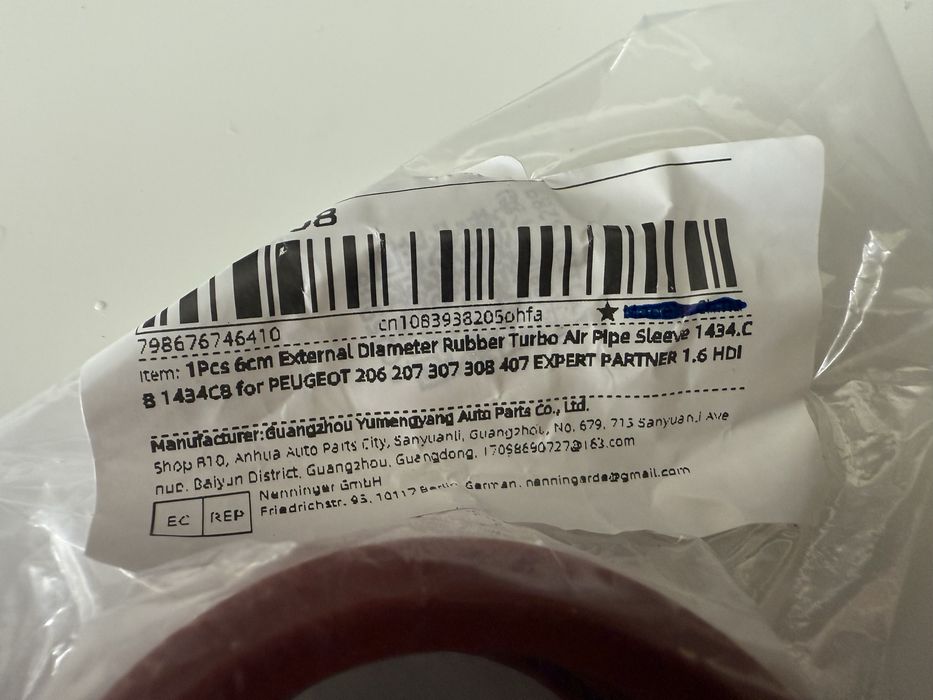 8
798676746410 cn1083938205ohfa ★
Item: 1Pcs 6cm External Diameter Rubber Turbo Air Pipe Sleeve 1434.C
8 1434C8 for PEUGEOT 206 207 307 308 407 EXPERT PARTNER 1.6 HDI
Manufacturer:Guangzhou Yumengyang Auto Parts Co., Ltd.
Shop A10, Anhua Auto Parts City, Sanyuanli, Guangzhou, No. 679, 713 Sanyuanli Ave
nue, Baiyun District, Guangzhou, Guangdong, 17098690727@163.com
EC REP Nenninger GmbH
Friedrichstr. 95, 10117 Berlin German, nenningerde@gmail.com